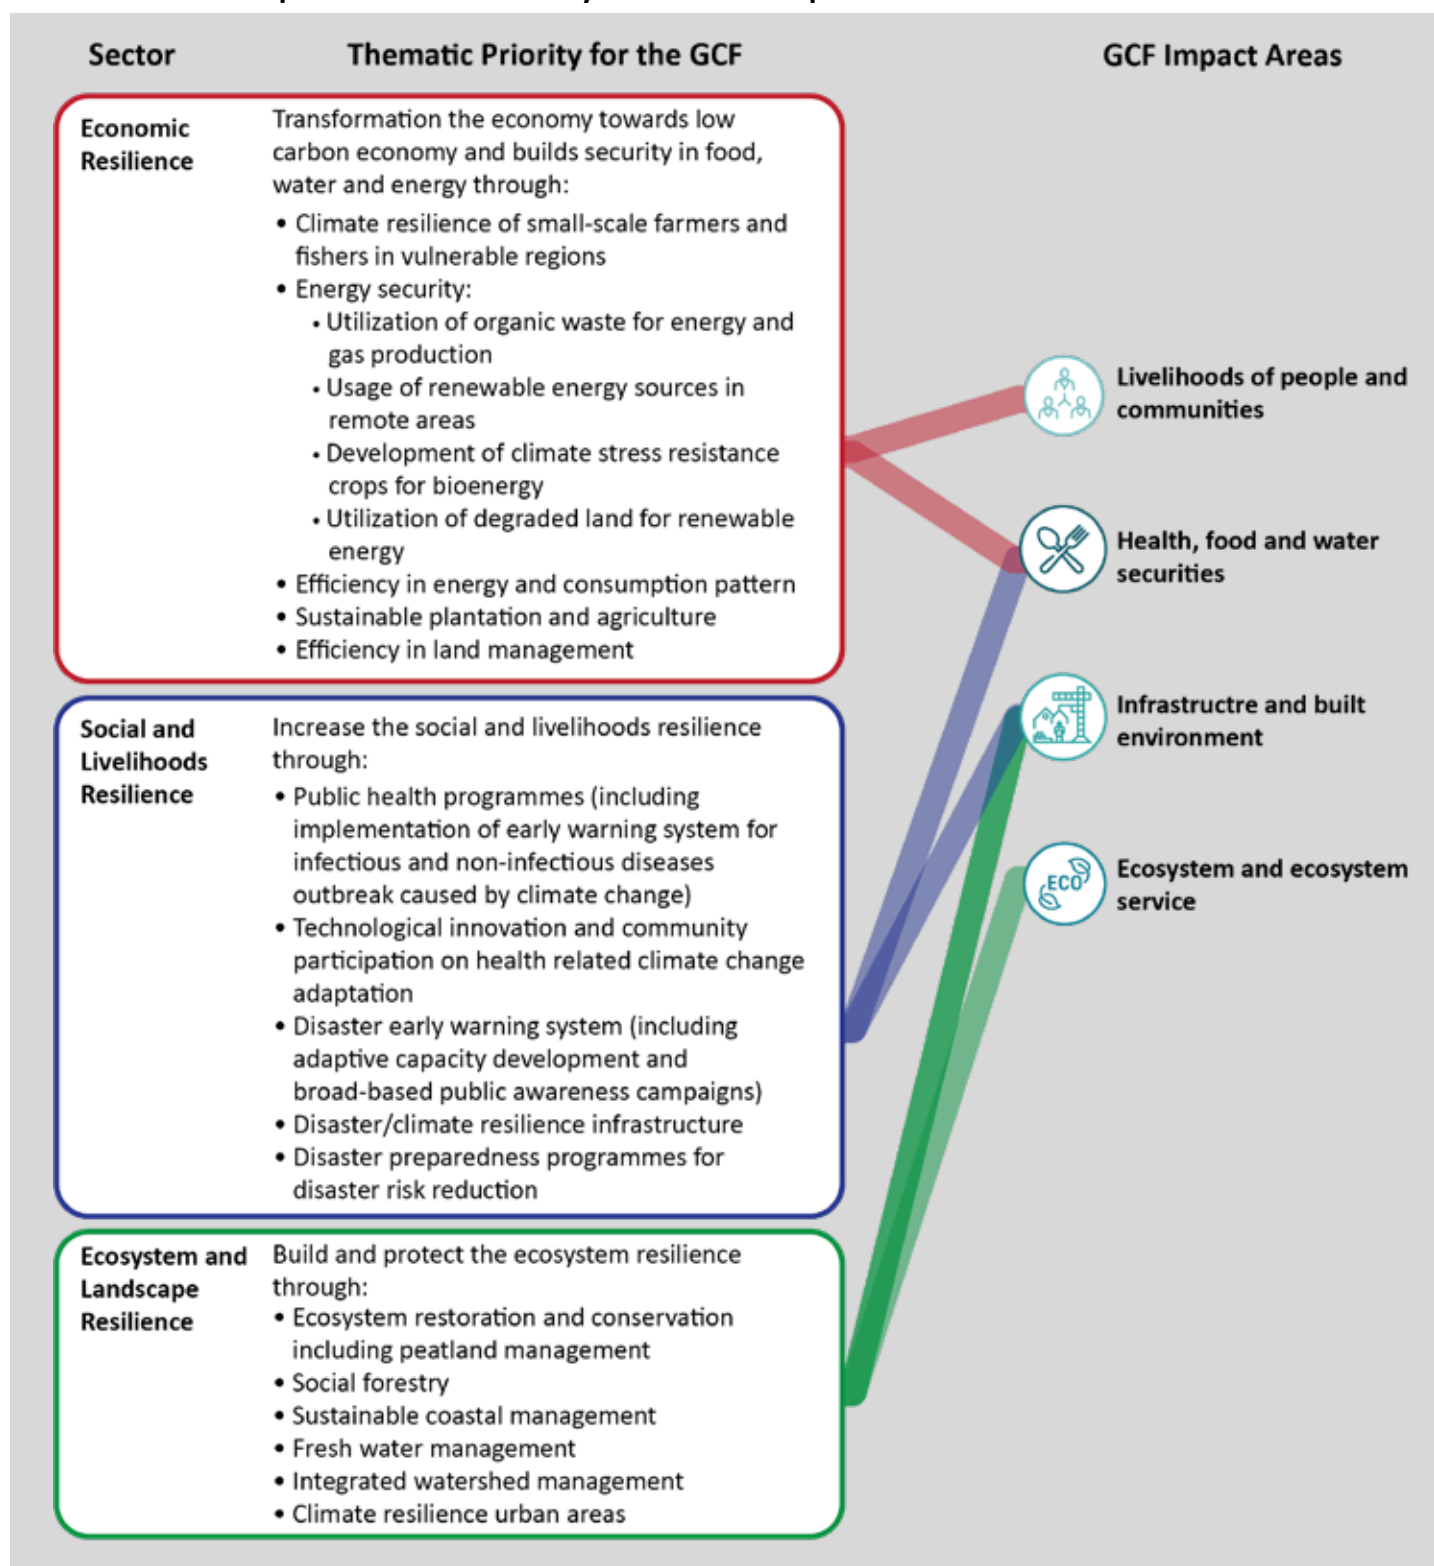 Sector
Thematic Priority for the GCF
GCF Impact Areas
Economic
Resilience
Transformation the economy towards low
carbon economy and builds security in food,
water and energy through:
• Climate resilience of small-scale farmers and
fishers in vulnerable regions
• Energy security:
• Utilization of organic waste for energy and
gas production
• Usage of renewable energy sources in
remote areas
• Development of climate stress resistance
crops for bioenergy
• Utilization of degraded land for renewable
energy
• Efficiency in energy and consumption pattern
• Sustainable plantation and agriculture
• Efficiency in land management
Social and
Livelihoods
Resilience
Increase the social and livelihoods resilience
through:
• Public health programmes (including
implementation of early warning system for
infectious and non-infectious diseases
outbreak caused by climate change)
• Technological innovation and community
participation on health related climate change
adaptation
• Disaster early warning system (including
adaptive capacity development and
broad-based public awareness campaigns)
• Disaster/climate resilience infrastructure
• Disaster preparedness programmes for
disaster risk reduction
Ecosystem and
Landscape
Resilience
Build and protect the ecosystem resilience
through:
• Ecosystem restoration and conservation
including peatland management
• Social forestry
• Sustainable coastal management
• Fresh water management
• Integrated watershed management
• Climate resilience urban areas
Livelihoods of people and
communities
Health, food and water
securities
Infrastructre and built
environment
ECO
Ecosystem and ecosystem
service